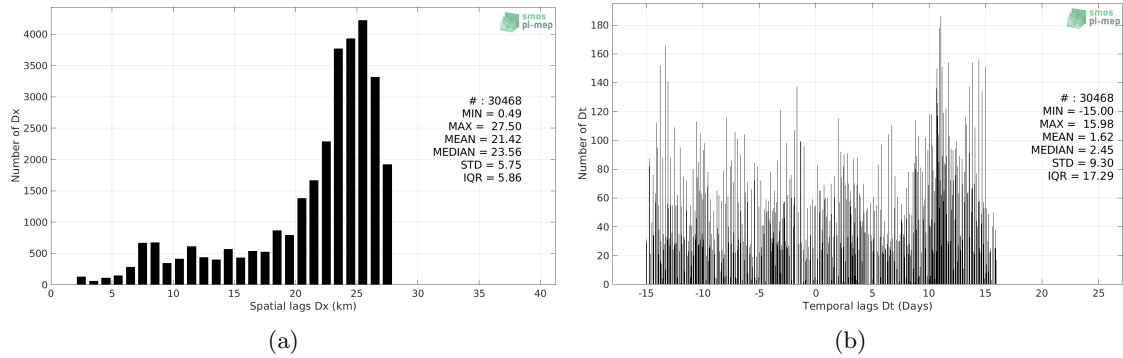 smos
pi-mep
4000
3500
3000
2500
2000
1500
1000
500
0
Number of Dx
# : 30468
MIN = 0.49
MAX = 27.50
MEAN = 21.42
MEDIAN = 23.56
STD = 5.75
IQR = 5.86
0 5 10 15 20 25 30 35 40
Spatial lags Dx (km)
(a)
smos
pi-mep
180
160
140
120
100
80
60
40
20
0
Number of Dt
# : 30468
MIN = -15.00
MAX = 15.98
MEAN = 1.62
MEDIAN = 2.45
STD = 9.30
IQR = 17.29
-15 -10 -5 0 5 10 15 20 25
Temporal lags Dt (Days)
(b)